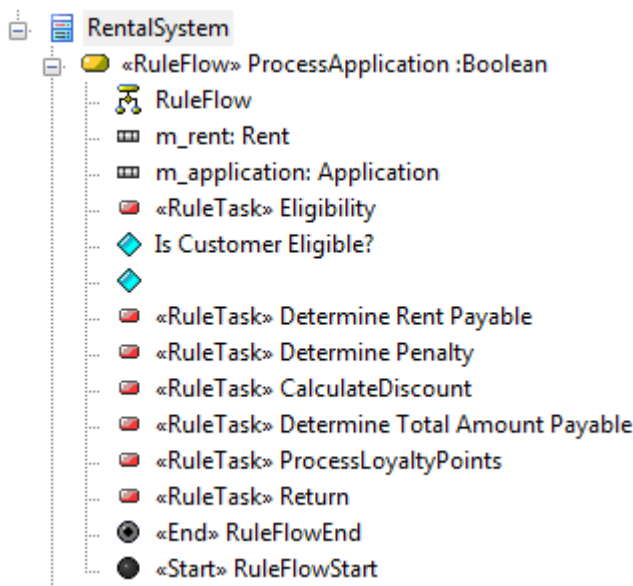 RentalSystem
«RuleFlow» ProcessApplication :Boolean
RuleFlow
m_rent: Rent
m_application: Application
«RuleTask» Eligibility
Is Customer Eligible?
«RuleTask» Determine Rent Payable
«RuleTask» Determine Penalty
«RuleTask» CalculateDiscount
«RuleTask» Determine Total Amount Payable
«RuleTask» ProcessLoyaltyPoints
«RuleTask» Return
«End» RuleFlowEnd
«Start» RuleFlowStart